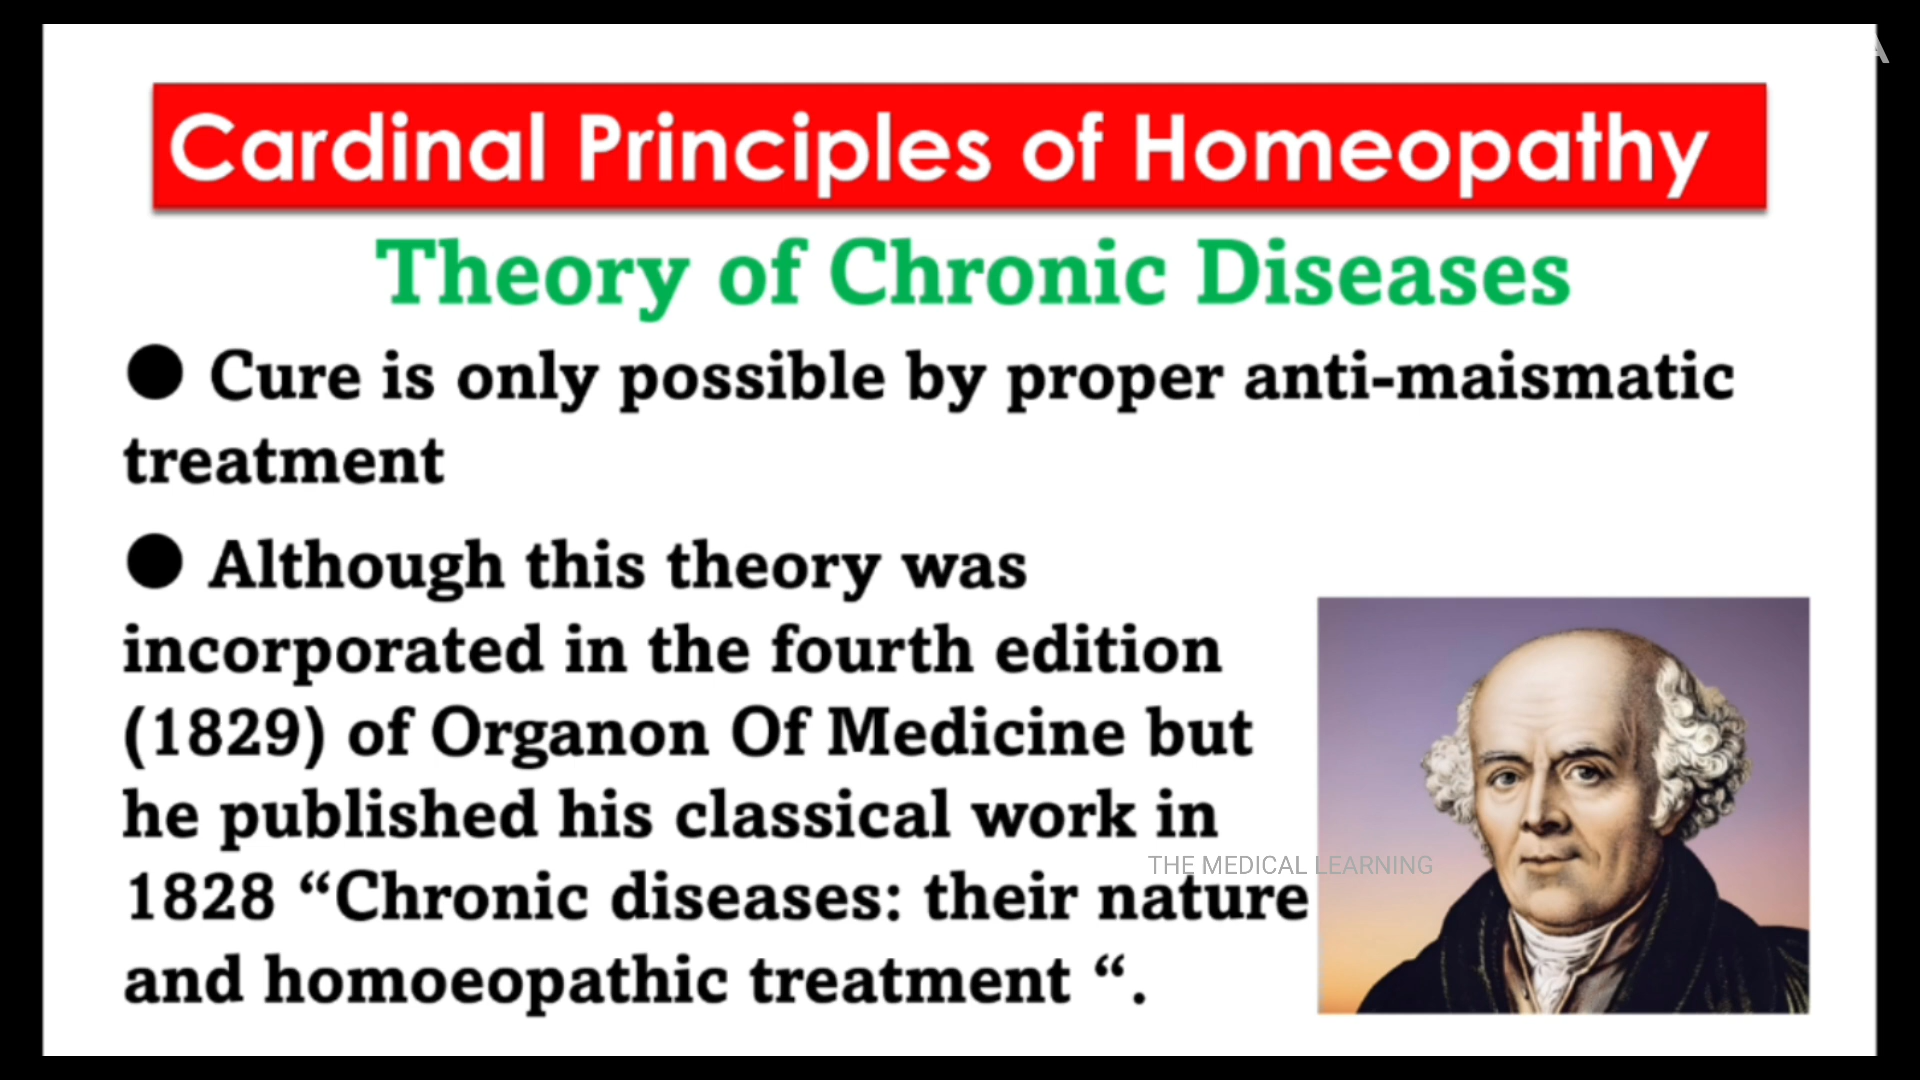 Cardinal Principles of Homeopathy
Theory of Chronic Diseases
● Cure is only possible by proper anti-maismatic
treatment
● Although this theory was
incorporated in the fourth edition
(1829) of Organon Of Medicine but
he published his classical work in
1828 “Chronic diseases: their nature
and homoeopathic treatment “.
THE MEDICAL LEARNING